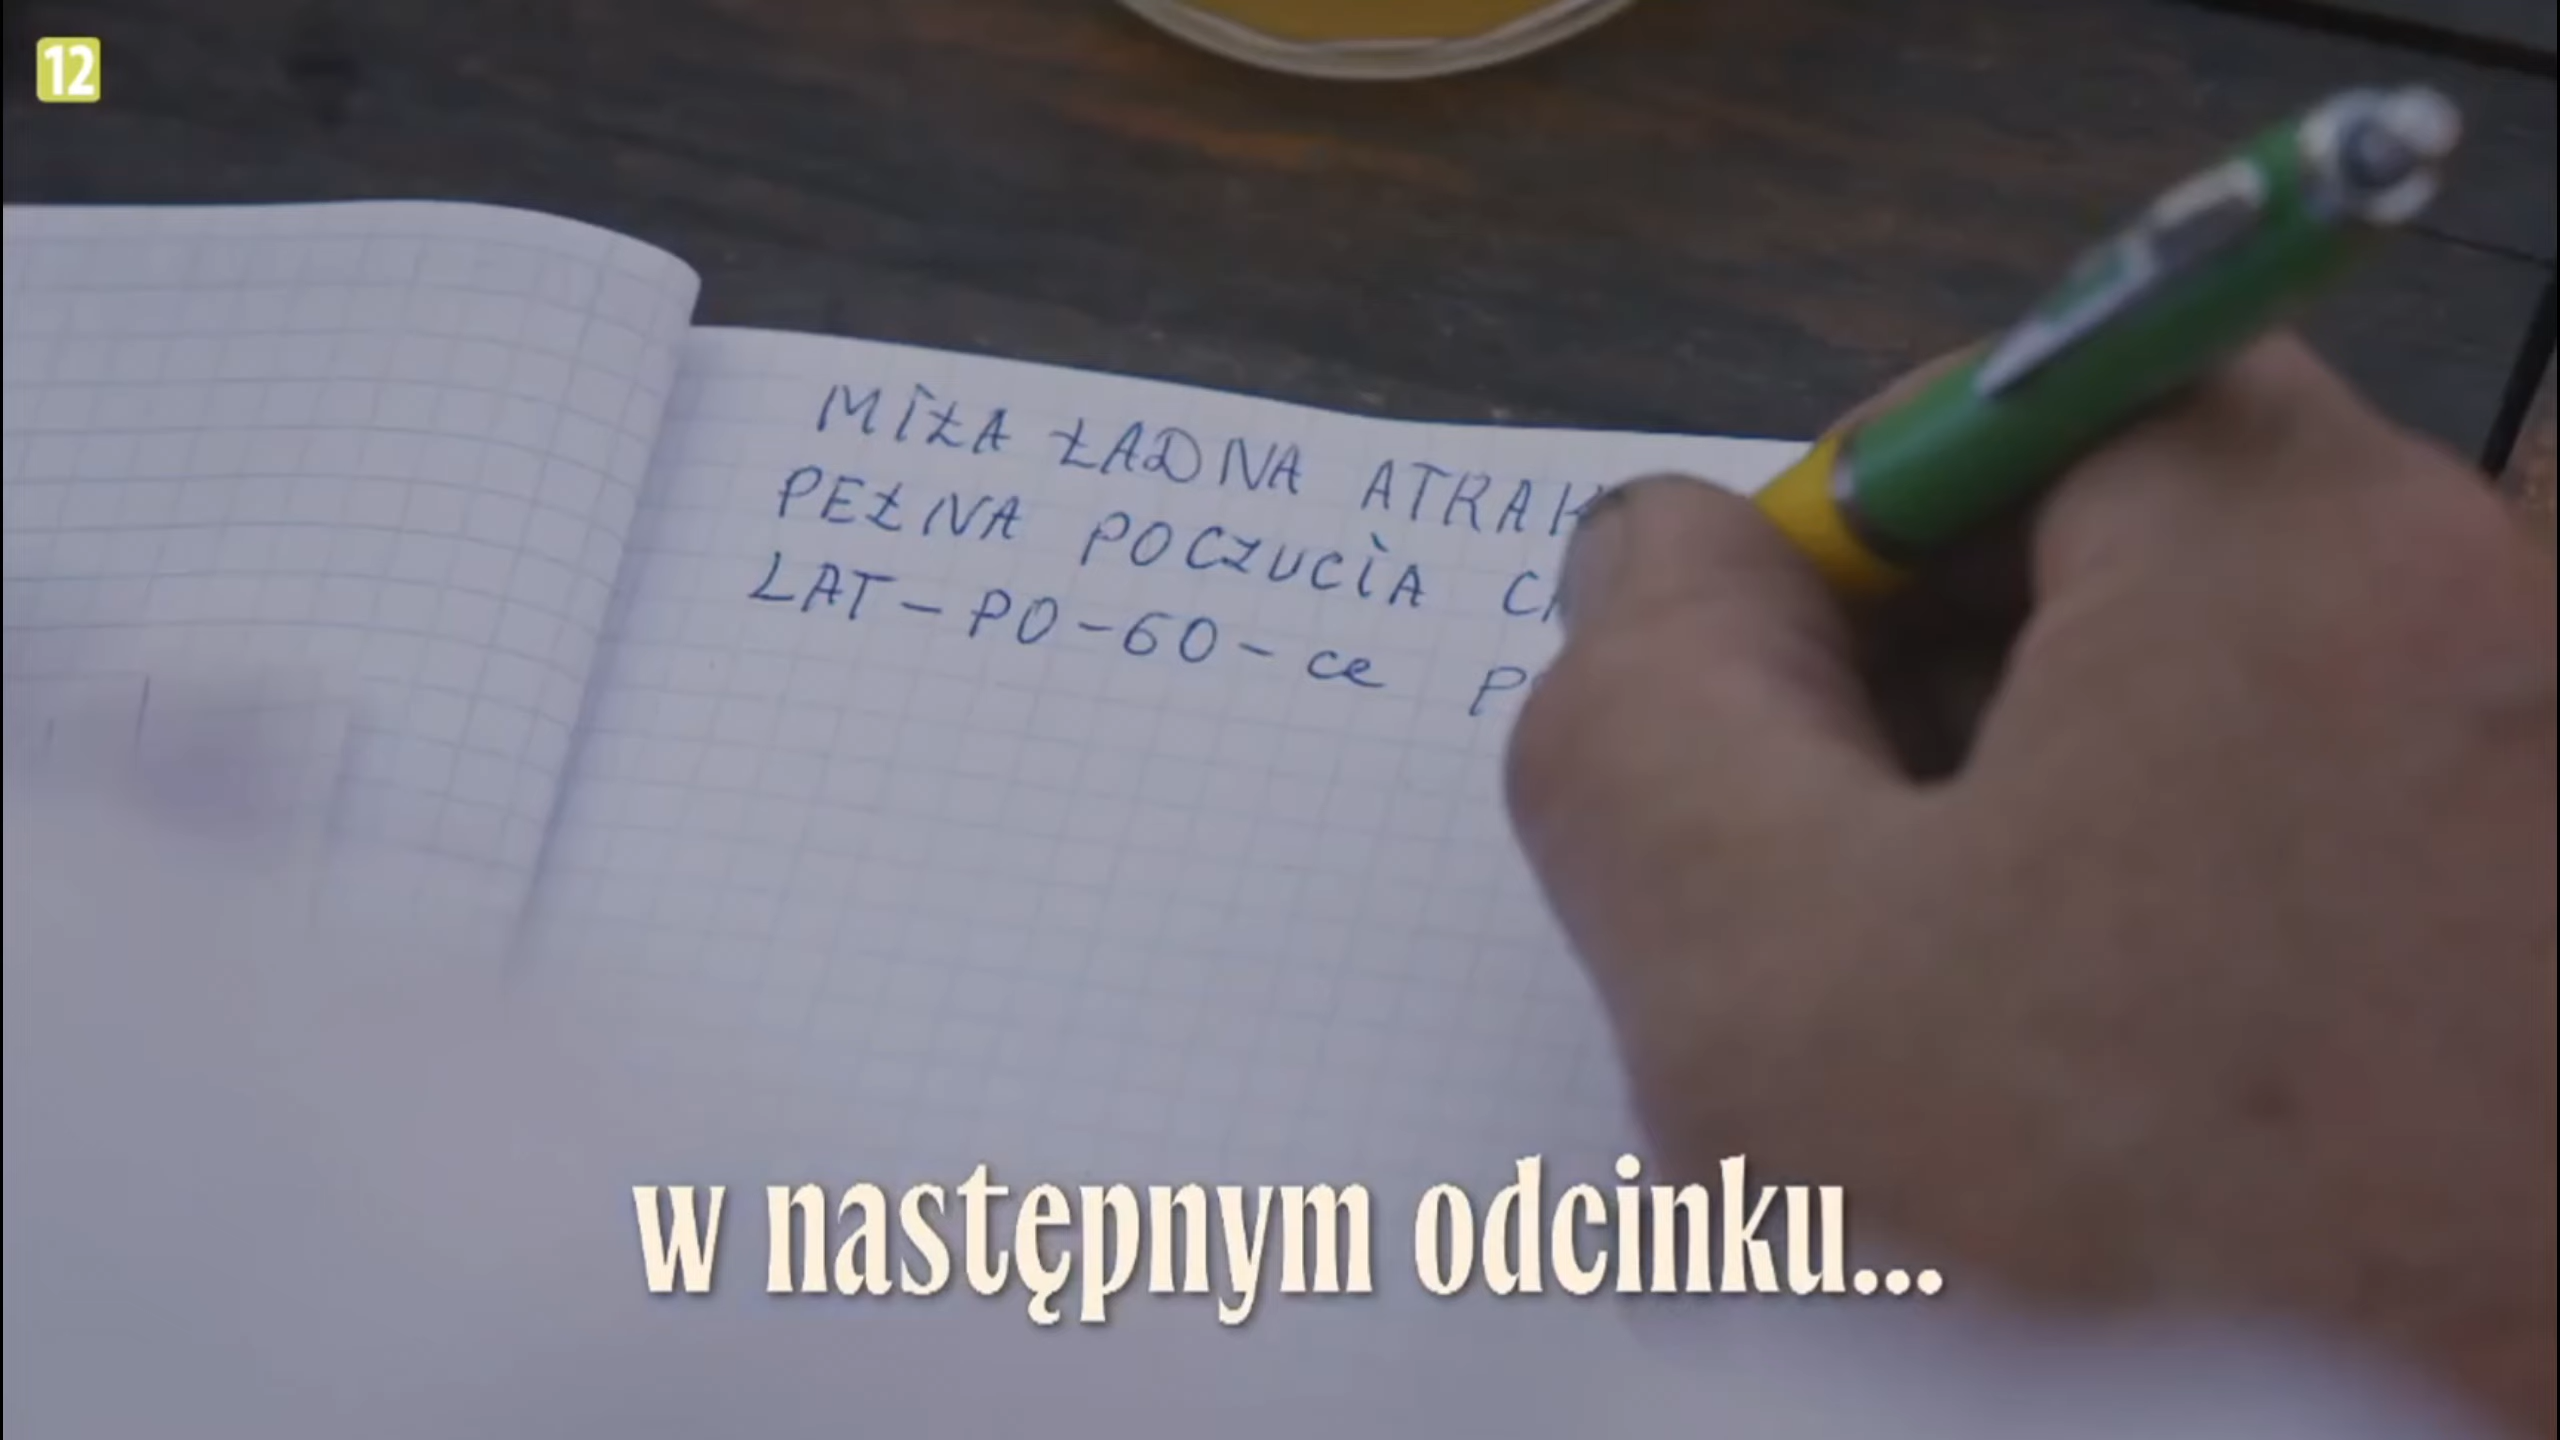 12
MIŁA ŁADNA
PEŁNA POCZUCIA
LAT-PO-60-ce
w następnym odcinku...